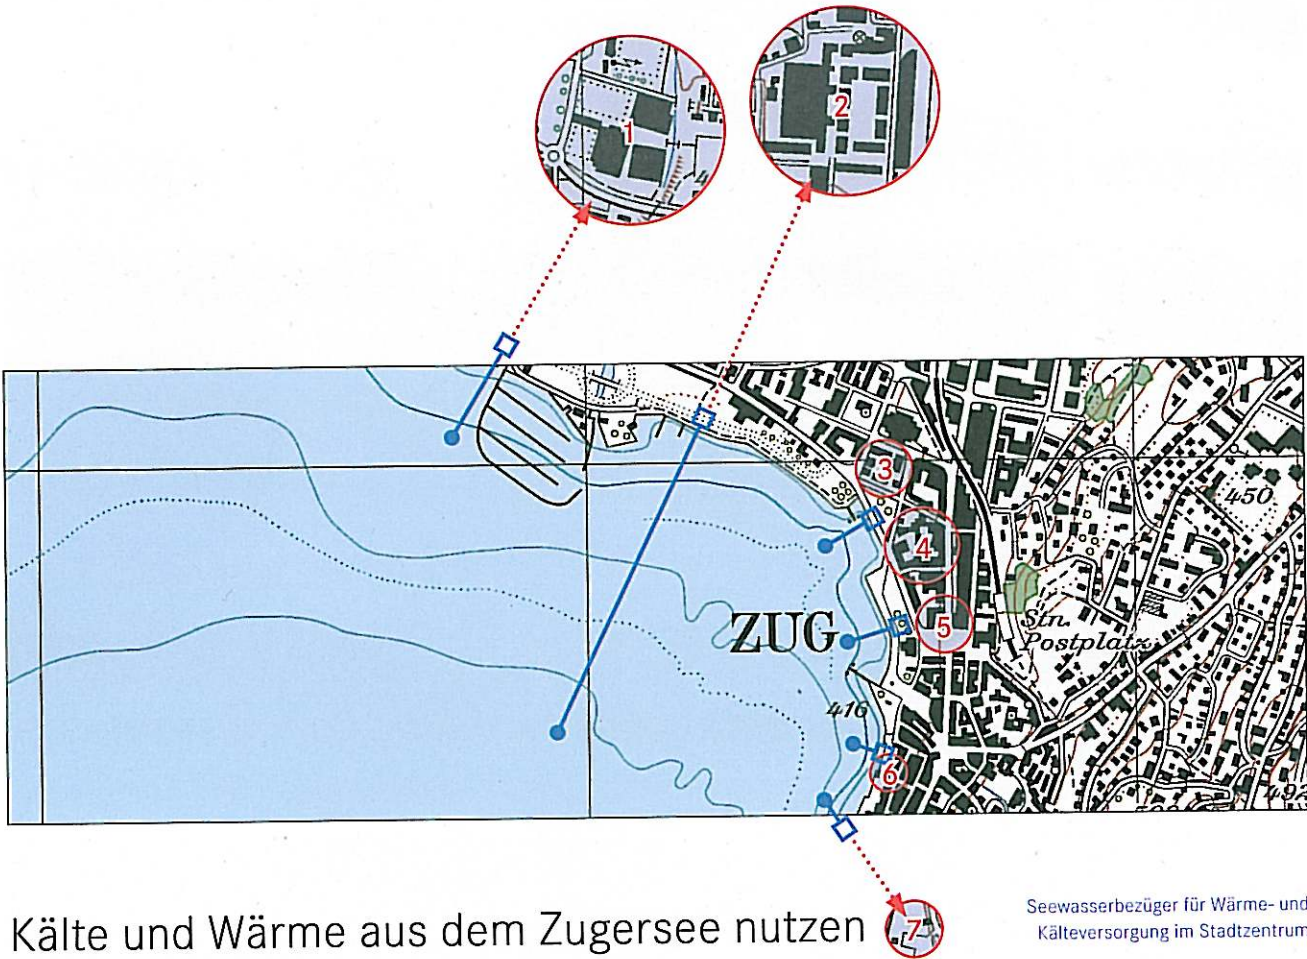 1
2
3
450
4
ZUG
5
Stn.
Postplatz
416
6
492
Kälte und Wärme aus dem Zugersee nutzen
7
Seewasserbezüger für Wärme- und
Kälteversorgung im Stadtzentrum